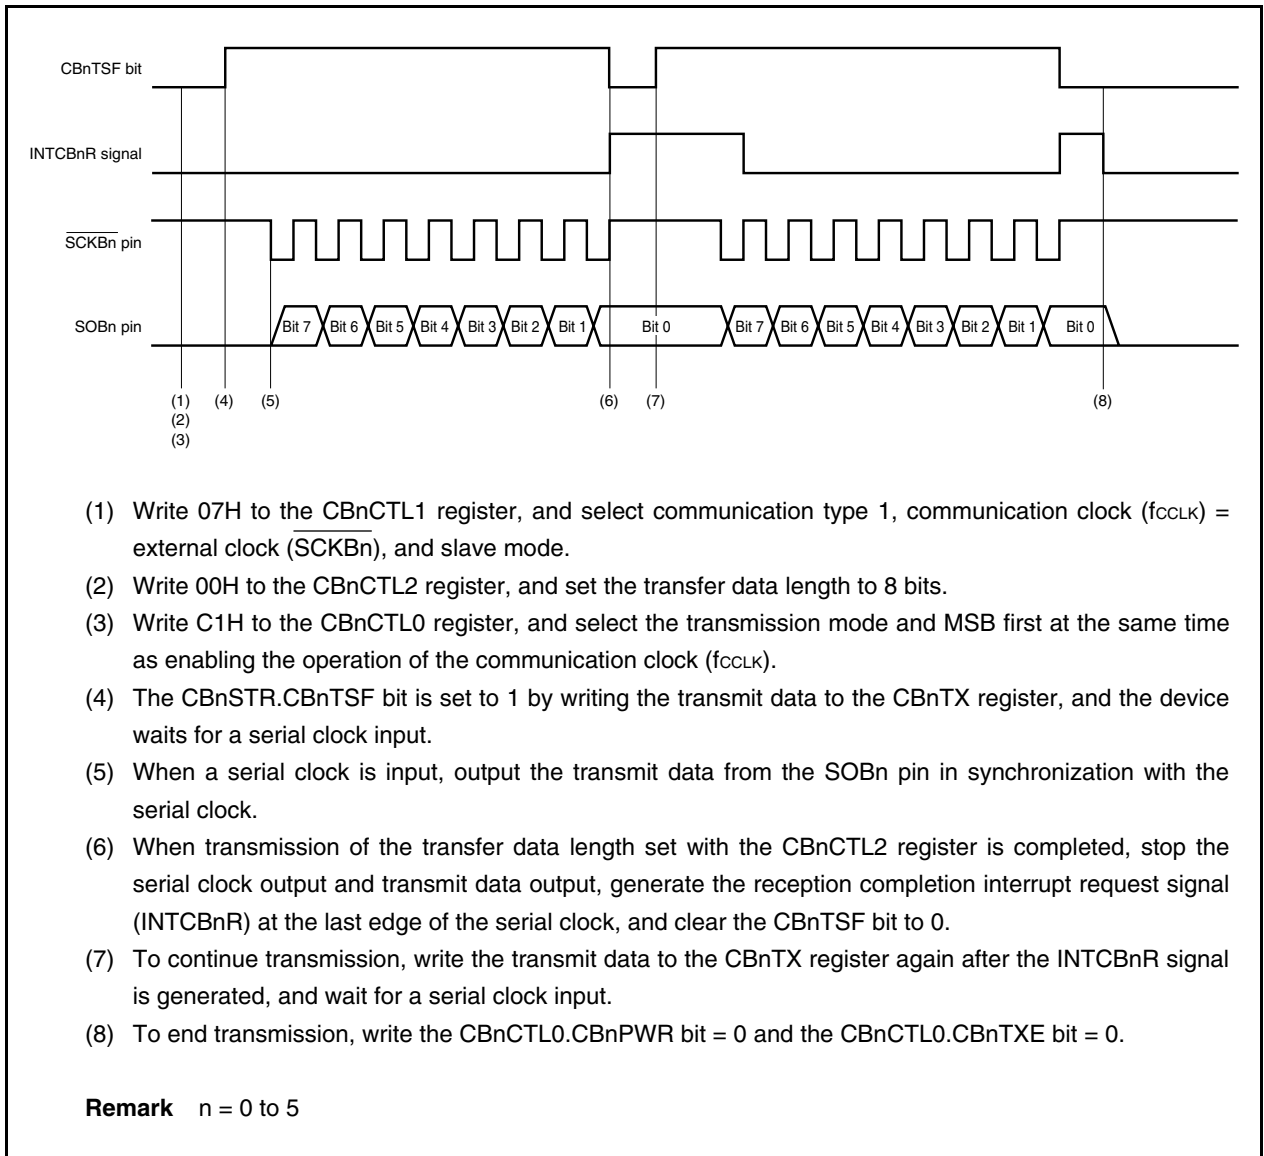 CBnTSF bit
INTCBnR signal
SCKBn pin
SOBn pin
Bit 7 Bit 6 Bit 5 Bit 4 Bit 3 Bit 2 Bit 1 Bit 0 Bit 7 Bit 6 Bit 5 Bit 4 Bit 3 Bit 2 Bit 1 Bit 0
(1) (4) (5) (6) (7) (8)
(2)
(3)
(1) Write 07H to the CBnCTL1 register, and select communication type 1, communication clock (fCCLK) =
external clock (SCKBn), and slave mode.
(2) Write 00H to the CBnCTL2 register, and set the transfer data length to 8 bits.
(3) Write C1H to the CBnCTL0 register, and select the transmission mode and MSB first at the same time
as enabling the operation of the communication clock (fCCLK).
(4) The CBnSTR.CBnTSF bit is set to 1 by writing the transmit data to the CBnTX register, and the device
waits for a serial clock input.
(5) When a serial clock is input, output the transmit data from the SOBn pin in synchronization with the
serial clock.
(6) When transmission of the transfer data length set with the CBnCTL2 register is completed, stop the
serial clock output and transmit data output, generate the reception completion interrupt request signal
(INTCBnR) at the last edge of the serial clock, and clear the CBnTSF bit to 0.
(7) To continue transmission, write the transmit data to the CBnTX register again after the INTCBnR signal
is generated, and wait for a serial clock input.
(8) To end transmission, write the CBnCTL0.CBnPWR bit = 0 and the CBnCTL0.CBnTXE bit = 0.
Remark n = 0 to 5